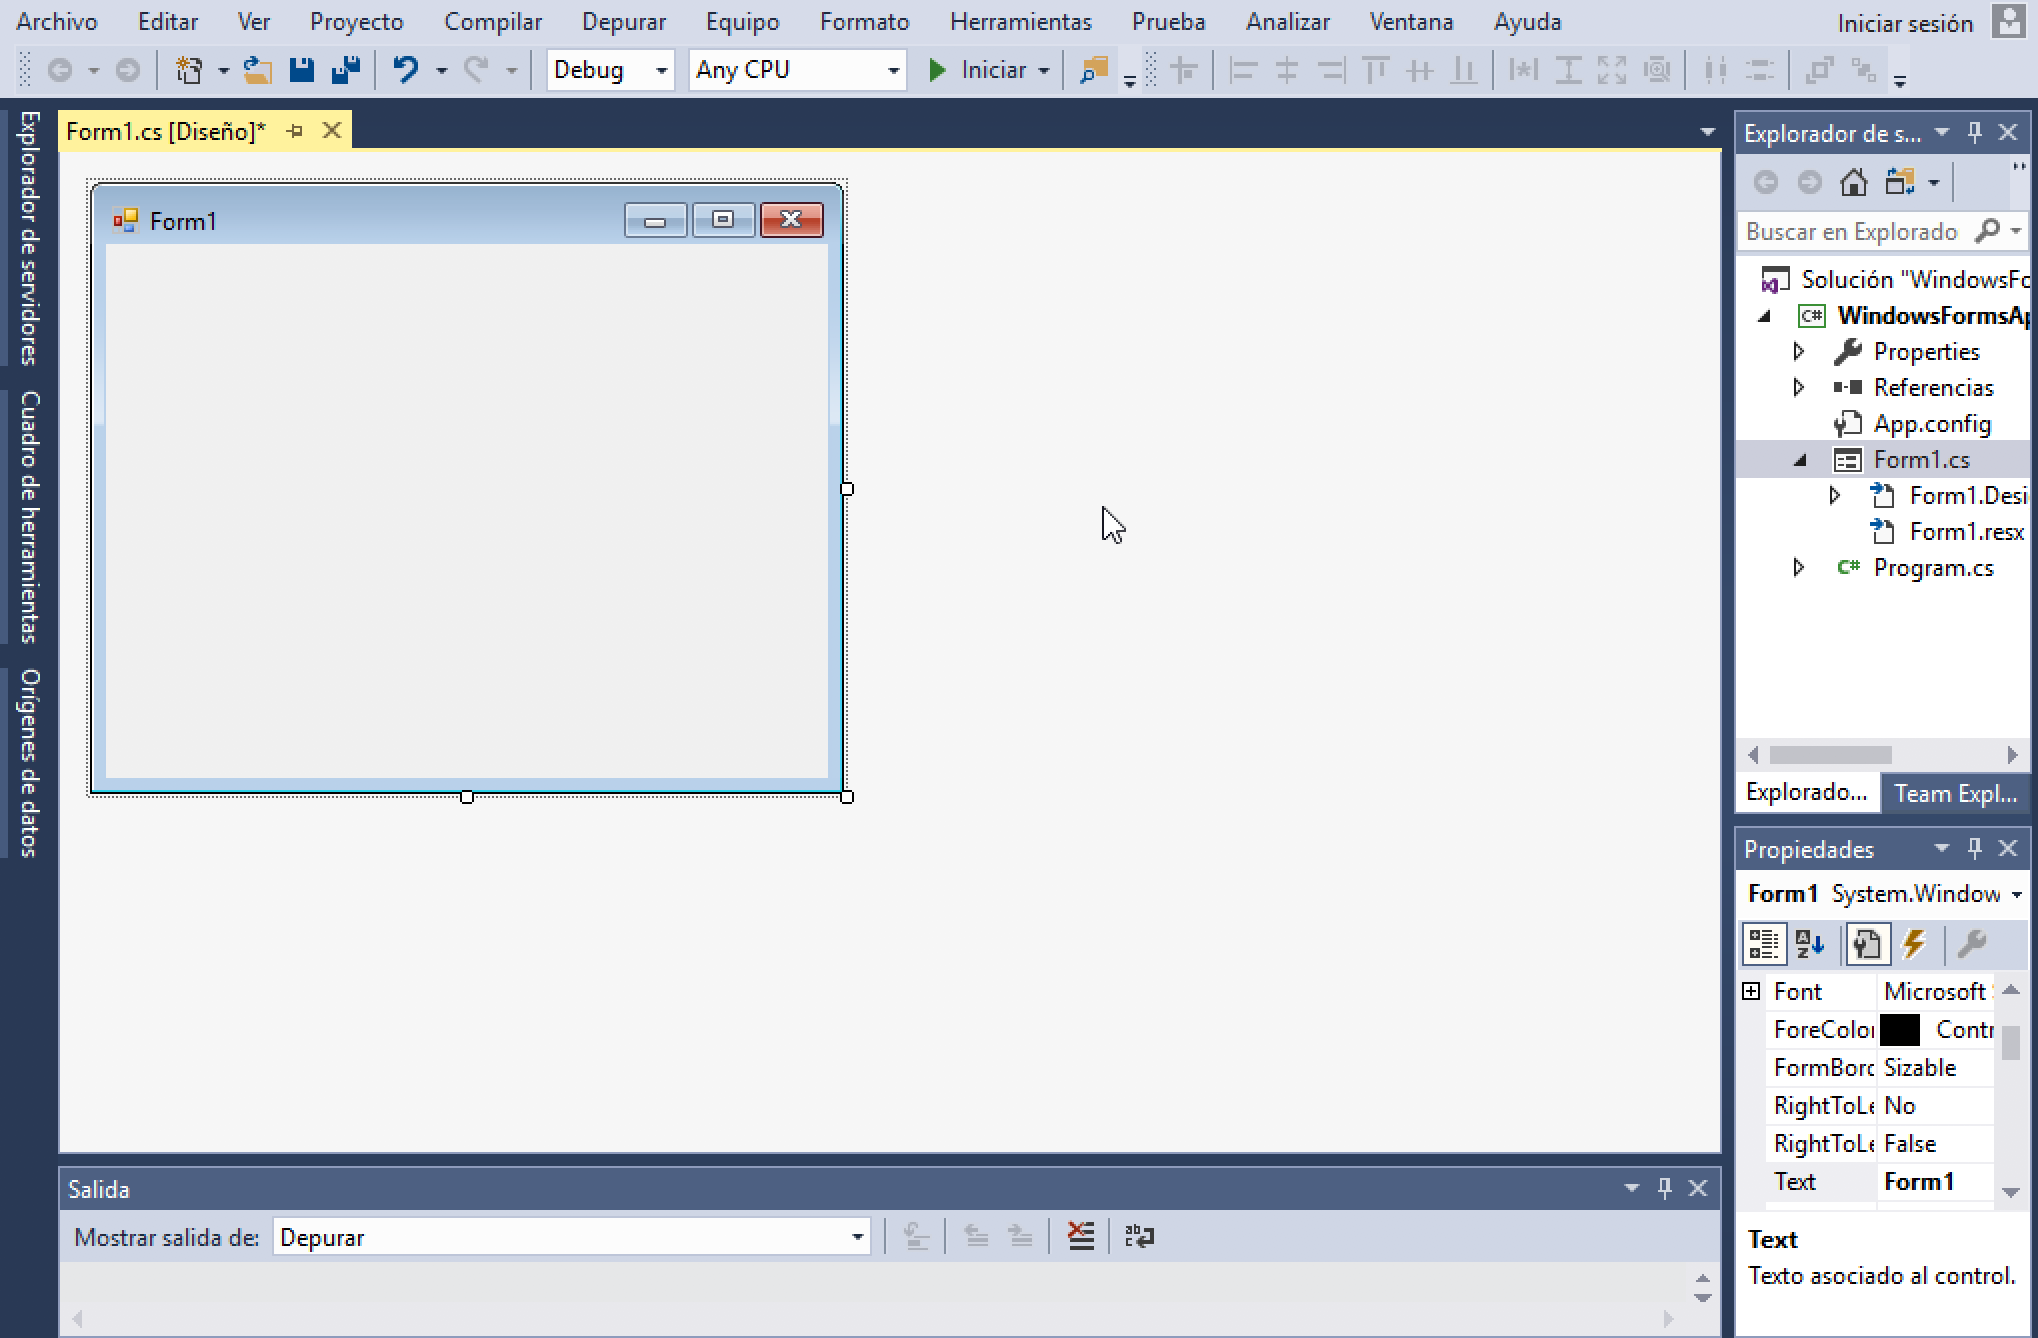 Archivo Editar Ver Proyecto Compilar Depurar Equipo Formato Herramientas Prueba Analizar Ventana Ayuda Iniciar sesión
Debug Any CPU Iniciar
Explorador de servidores
Cuadro de herramientas
Orígenes de datos
Form1.cs [Diseño]*
Form1
Explorador de s...
Buscar en Explorado
Solución "WindowsFo
WindowsFormsAp
Properties
Referencias
App.config
Form1.cs
Form1.Desi
Form1.resx
Program.cs
Explorado... Team Expl...
Propiedades
Form1 System.Window
Font Microsoft
ForeColor Contr
FormBorc Sizable
RightToLe No
RightToLe False
Text Form1
Text
Texto asociado al control.
Salida
Mostrar salida de: Depurar